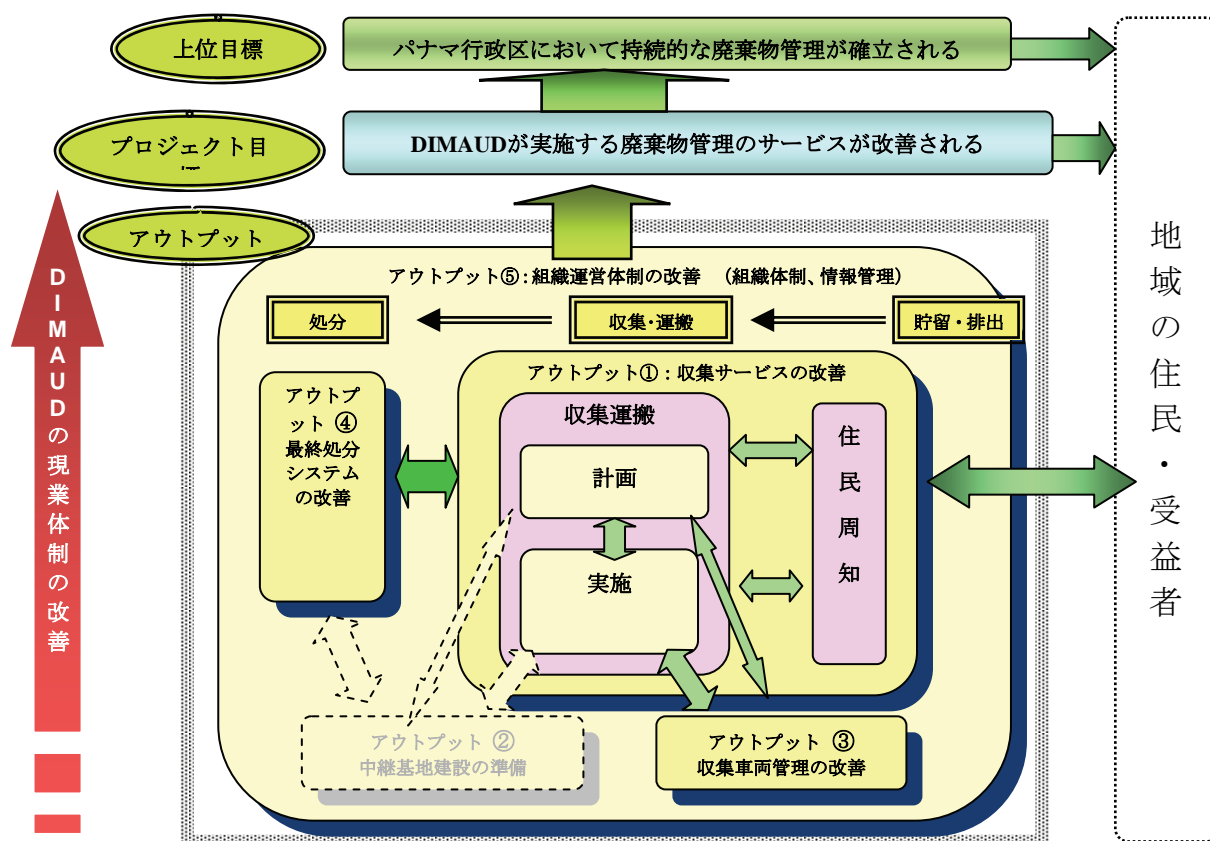 上位目標
パナマ行政区において持続的な廃棄物管理が確立される
プロジェクト目
DIMAUDが実施する廃棄物管理のサービスが改善される
アウトプット
アウトプット⑤:組織運営体制の改善 (組織体制、情報管理)
処分
収集・運搬
貯留・排出
アウトプット①:収集サービスの改善
アウトプ
ット ④
最終処分
システム
の改善
収集運搬
計画
実施
住民周知
アウトプット ②
中継基地建設の準備
アウトプット ③
収集車両管理の改善
DIMAUDの現業体制の改善
地域の住民・受益者